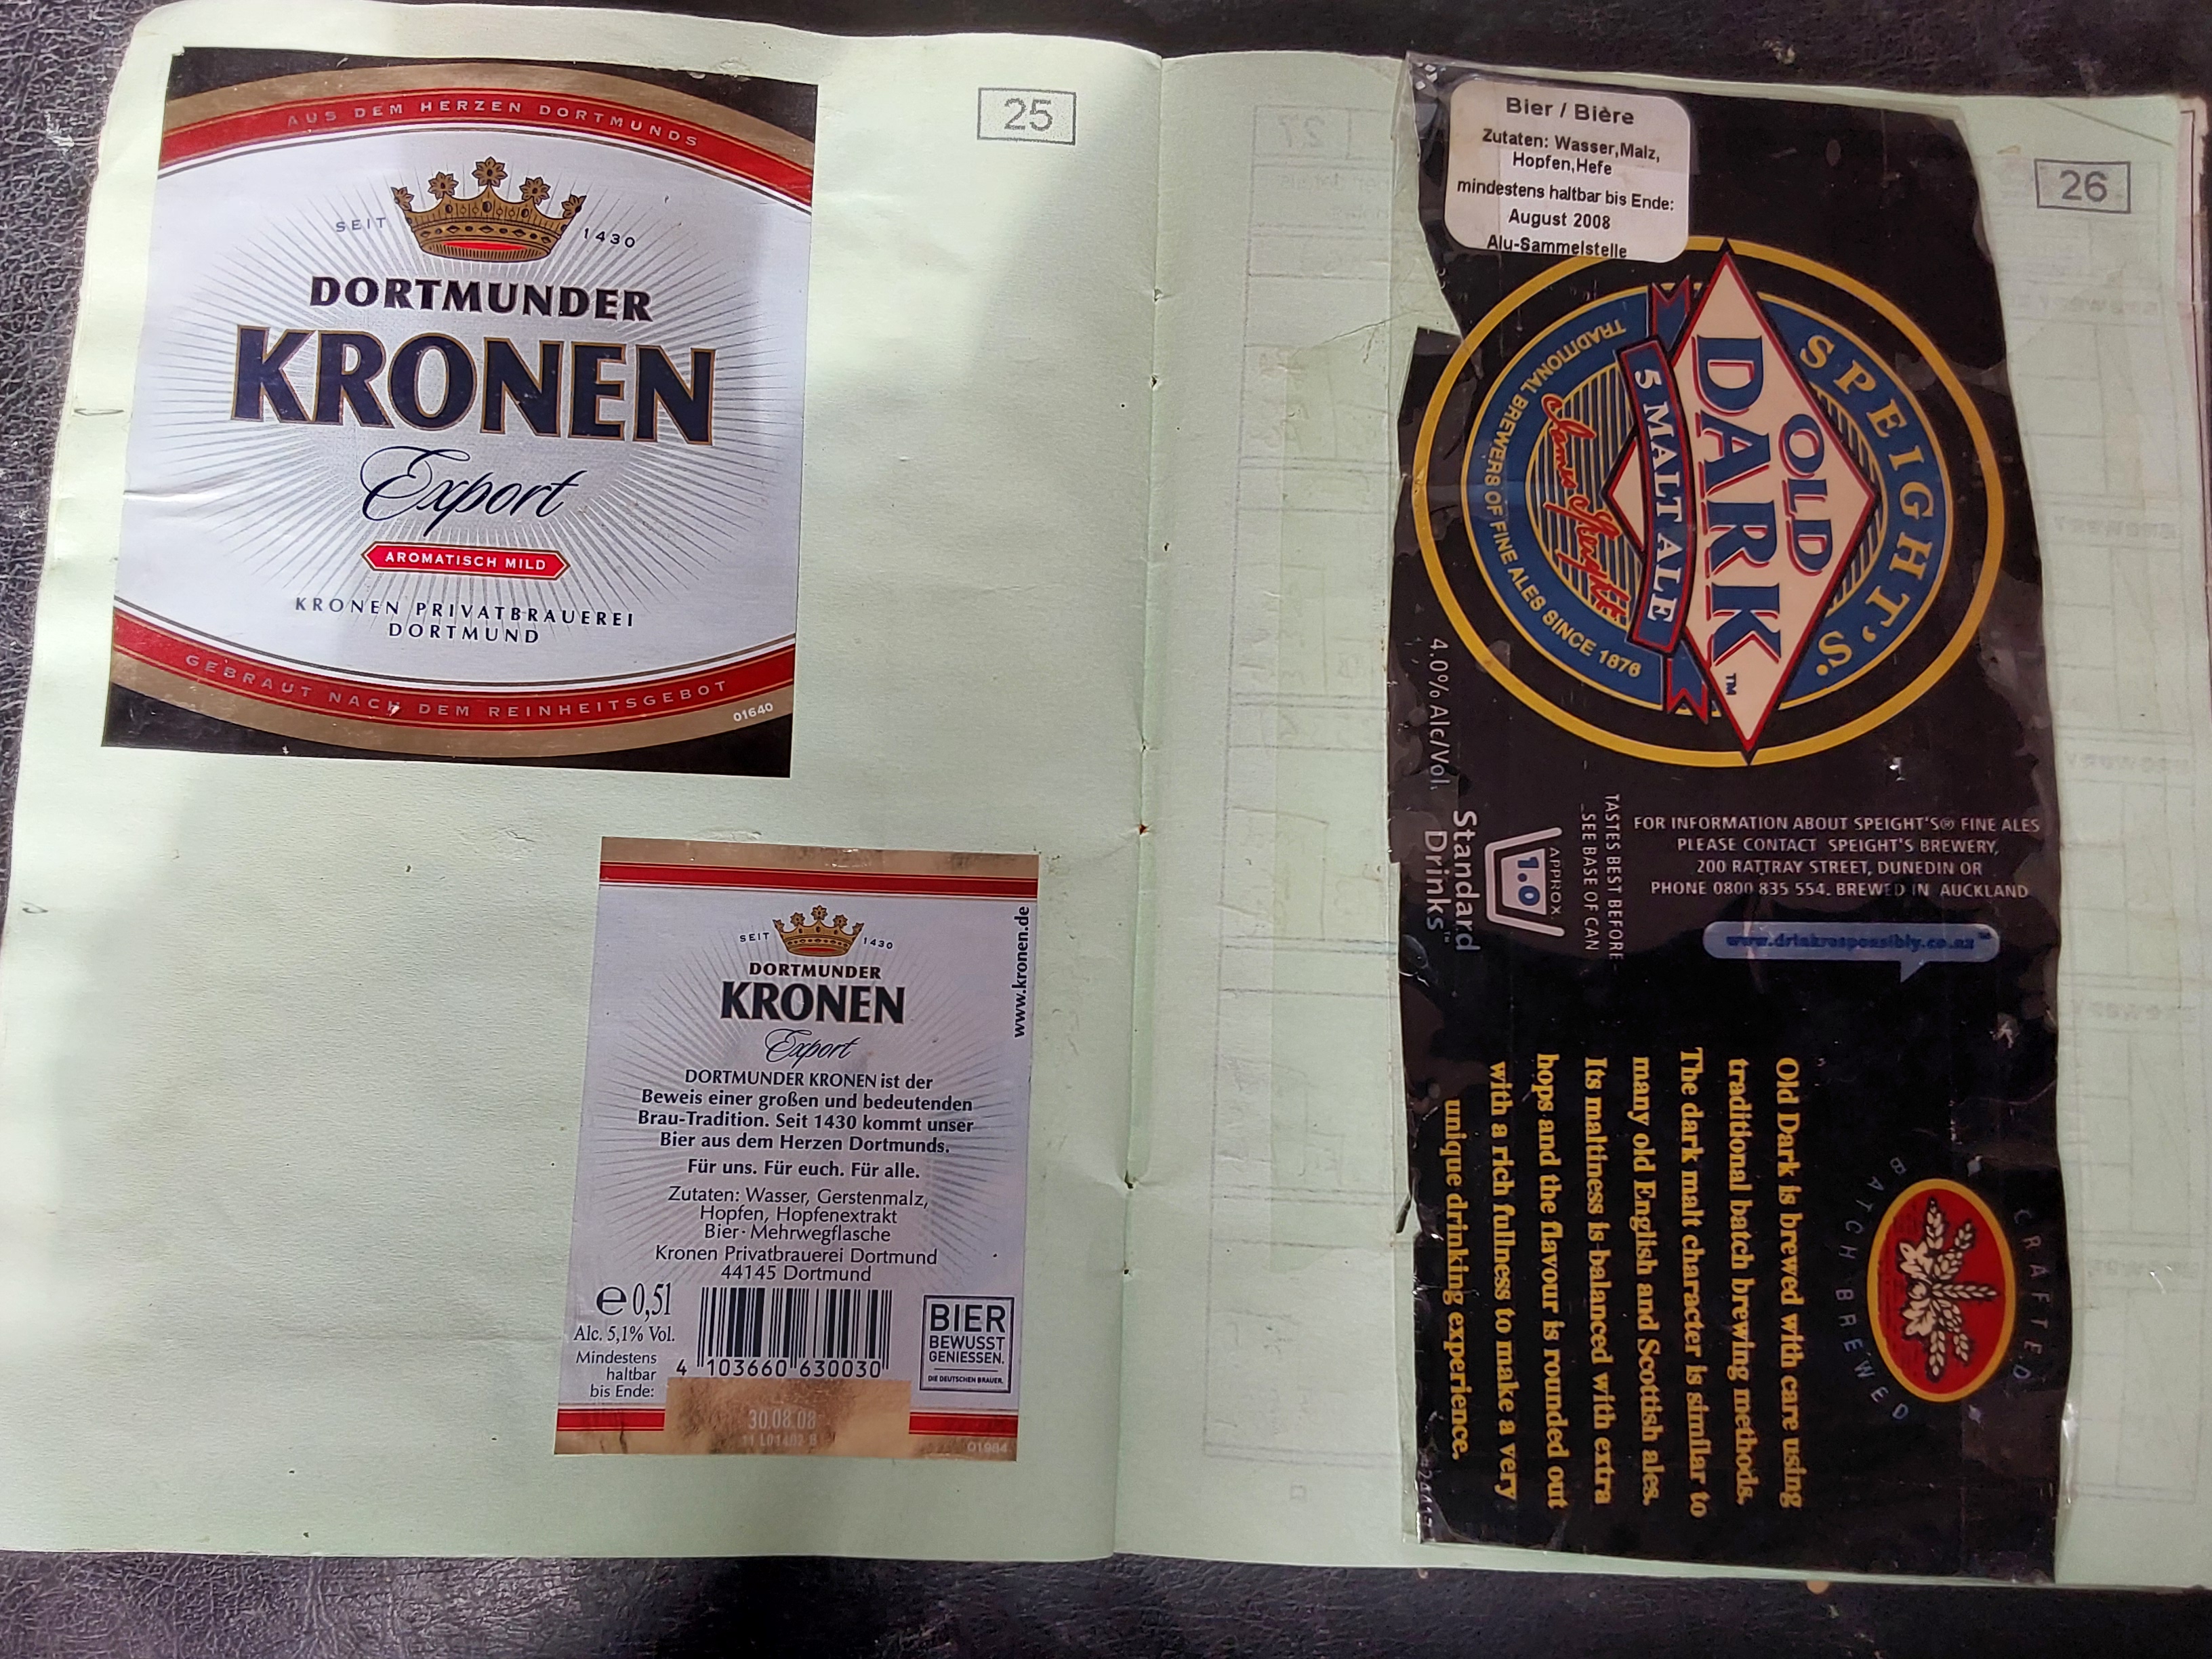 25
AUS DEM HERZEN DORTMUNDS
SEIT 1430
DORTMUNDER
KRONEN
Export
AROMATISCH MILD
KRONEN PRIVATBRAUEREI
DORTMUND
GEBRAUT NACH DEM REINHEITSGEBOT
01640
www.kronen.de
SEIT 1430
DORTMUNDER
KRONEN
Export
DORTMUNDER KRONEN ist der
Beweis einer großen und bedeutenden
Brau-Tradition. Seit 1430 kommt unser
Bier aus dem Herzen Dortmunds.
Für uns. Für euch. Für alle.
Zutaten: Wasser, Gerstenmalz,
Hopfen, Hopfenextrakt
Bier · Mehrwegflasche
Kronen Privatbrauerei Dortmund
44145 Dortmund
e 0,5l
Alc. 5,1% Vol.
Mindestens
haltbar
bis Ende:
4 103660 630030
BIER
BEWUSST
GENIESSEN.
DIE DEUTSCHEN BRAUER.
30 08 08
01984
26
Bier / Bière
Zutaten: Wasser,Malz,
Hopfen,Hefe
mindestens haltbar bis Ende:
August 2008
Alu-Sammelstelle
SPEIGHT'S
OLD
DARK™
5 MALT ALE
James Speight
TRADITIONAL BREWERS OF FINE ALES SINCE 1876
4.0% Alc/Vol.
FOR INFORMATION ABOUT SPEIGHT'S® FINE ALES
PLEASE CONTACT SPEIGHT'S BREWERY,
200 RATTRAY STREET, DUNEDIN OR
PHONE 0800 835 554. BREWED IN AUCKLAND
www.drinkresponsibly.co.nz
TASTES BEST BEFORE
SEE BASE OF CAN
APPROX
1.0
Standard
Drinks™
CRAFTED
BATCH BREWED
Old Dark is brewed with care using
traditional batch brewing methods.
The dark malt character is similar to
many old English and Scottish ales.
Its maltiness is balanced with extra
hops and the flavour is rounded out
with a rich fullness to make a very
unique drinking experience.